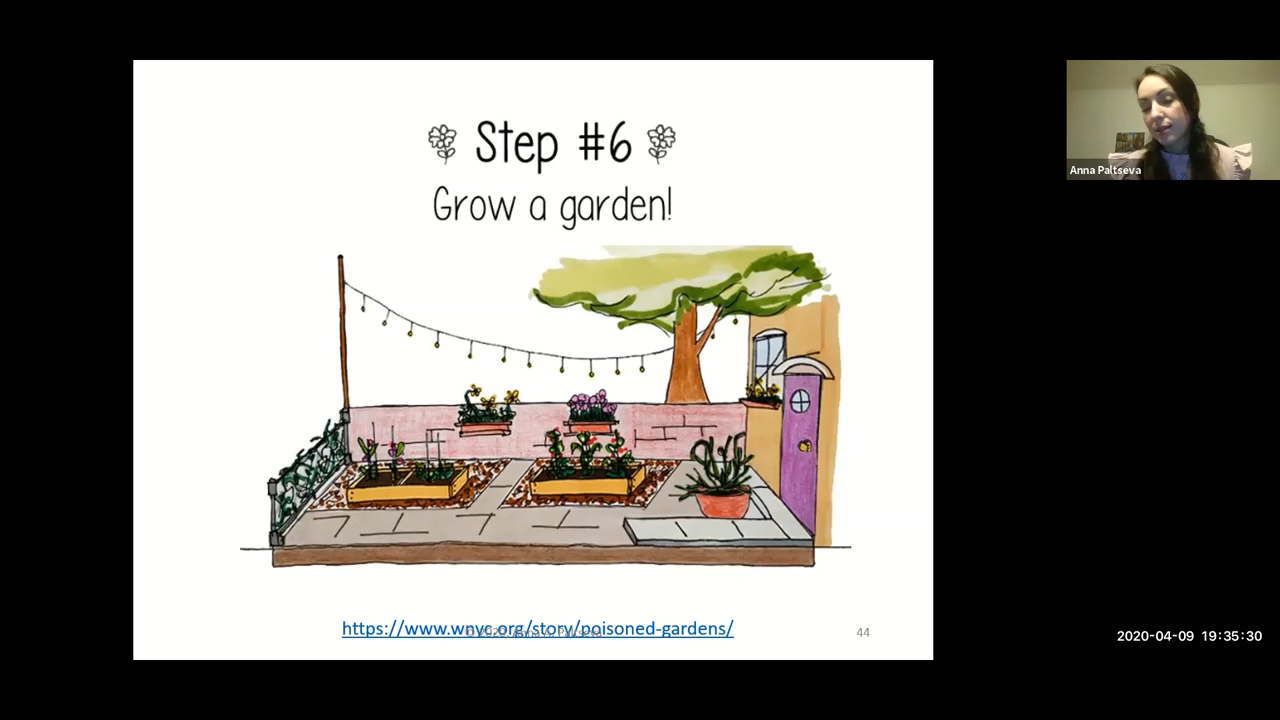 Step #6
Grow a garden!
https://www.wnyc.org/story/poisoned-gardens/
44
Anna Paltseva
2020-04-09 19:35:30